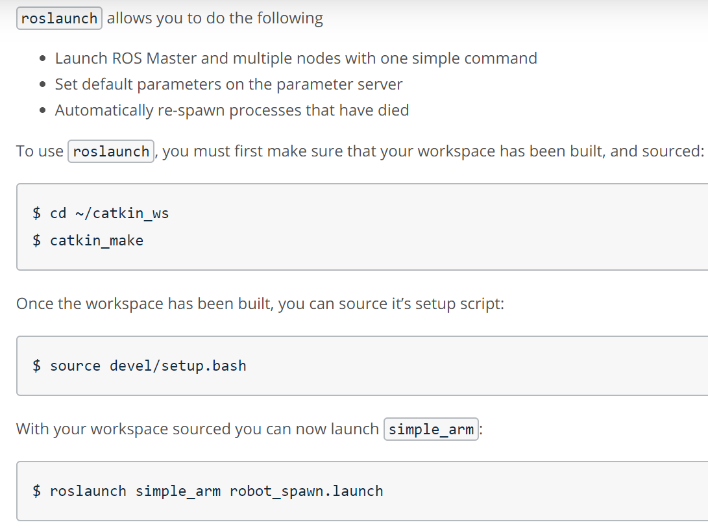 roslaunch allows you to do the following
• Launch ROS Master and multiple nodes with one simple command
• Set default parameters on the parameter server
• Automatically re-spawn processes that have died
To use roslaunch, you must first make sure that your workspace has been built, and sourced:
$ cd ~/catkin_ws
$ catkin_make
Once the workspace has been built, you can source it’s setup script:
$ source devel/setup.bash
With your workspace sourced you can now launch simple_arm:
$ roslaunch simple_arm robot_spawn.launch